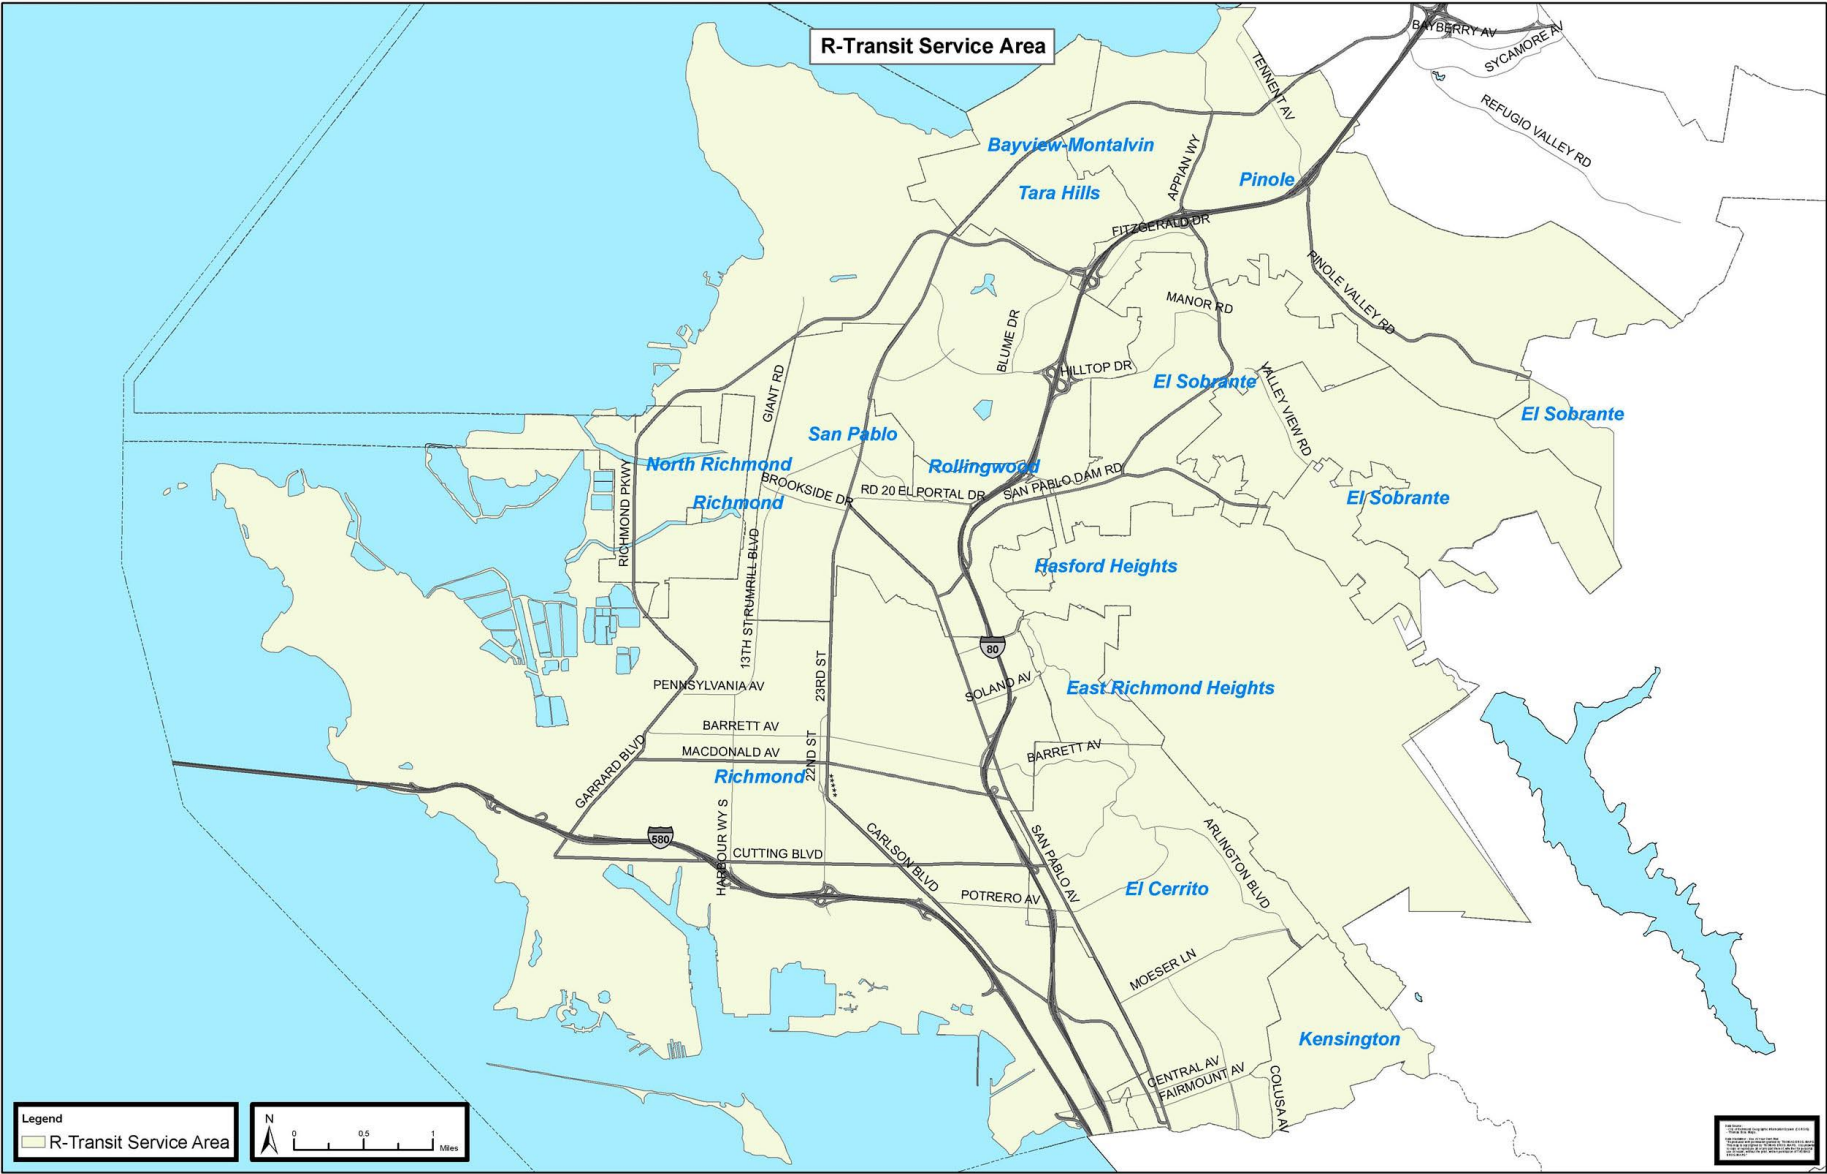 R-Transit Service Area
BAYBERRY AV
SYCAMORE AV
TENNENT AV
REFUGIO VALLEY RD
Bayview-Montalvin
APPIAN WY
Pinole
Tara Hills
FITZGERALD DR
PINOLE VALLEY RD
MANOR RD
BLUME DR
HILLTOP DR
El Sobrante
VALLEY VIEW RD
GIANT RD
El Sobrante
San Pablo
North Richmond
Rollingwood
SAN PABLO DAM RD
BROOKSIDE DR
RD 20 EL PORTAL DR
El Sobrante
Richmond
RICHMOND PKWY
Hasford Heights
13TH ST RUMRILL BLVD
80
23RD ST
PENNSYLVANIA AV
SOLANO AV
East Richmond Heights
BARRETT AV
MACDONALD AV
22ND ST
BARRETT AV
GARRARD BLVD
Richmond
580
HARBOUR WY S
CUTTING BLVD
CARLSON BLVD
SAN PABLO AV
ARLINGTON BLVD
POTRERO AV
El Cerrito
MOESER LN
Kensington
CENTRAL AV
FAIRMOUNT AV
COLUSA AV
Legend
R-Transit Service Area
N
0 0.5 1
Miles